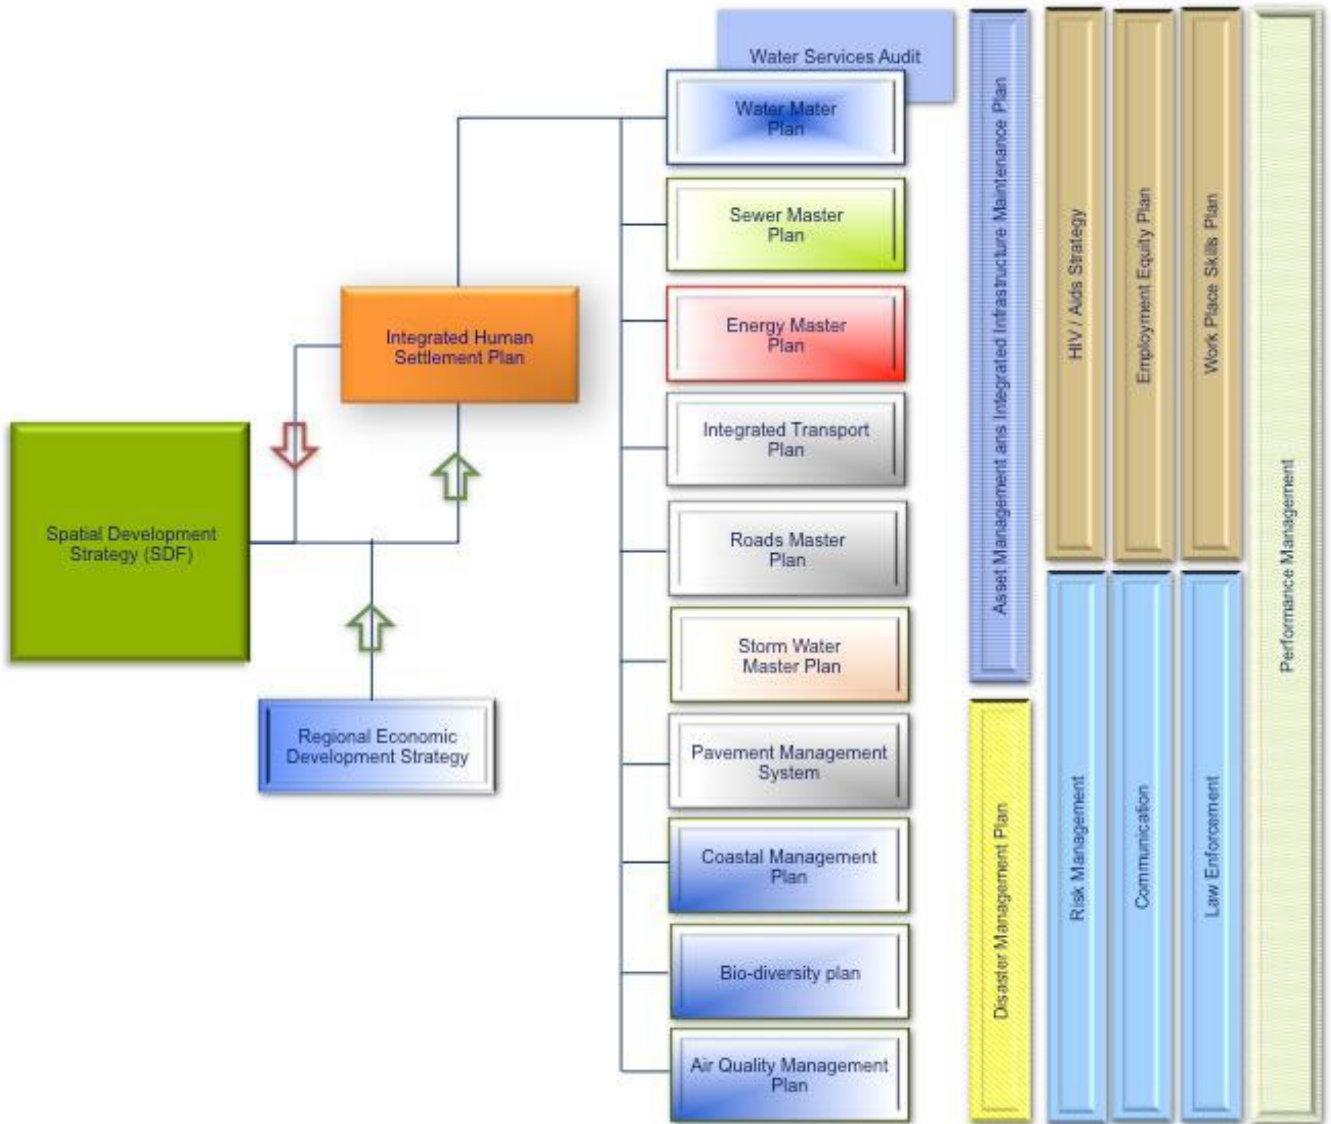 Water Services Audit
Water Mater
Plan
Sewer Master
Plan
Energy Master
Plan
Integrated Transport
Plan
Roads Master
Plan
Storm Water
Master Plan
Pavement Management
System
Coastal Management
Plan
Bio-diversity plan
Air Quality Management
Plan
Integrated Human
Settlement Plan
Spatial Development
Strategy (SDF)
Regional Economic
Development Strategy
Asset Management ans Integrated Infrastructure Maintenance Plan
Disaster Management Plan
HIV / Aids Strategy
Employment Equity Plan
Work Place Skills Plan
Risk Management
Communication
Law Enforcement
Performance Management